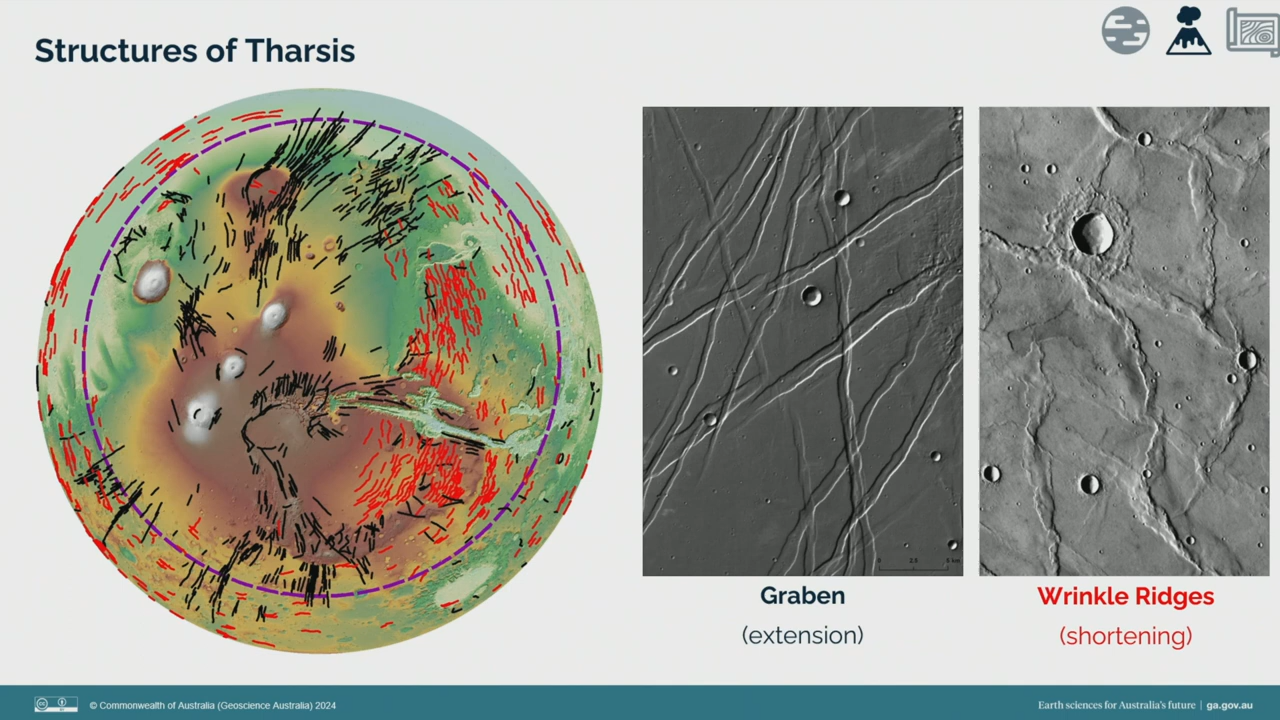 Structures of Tharsis
Graben
(extension)
Wrinkle Ridges
(shortening)
© Commonwealth of Australia (Geoscience Australia) 2024
Earth sciences for Australia's future | ga.gov.au